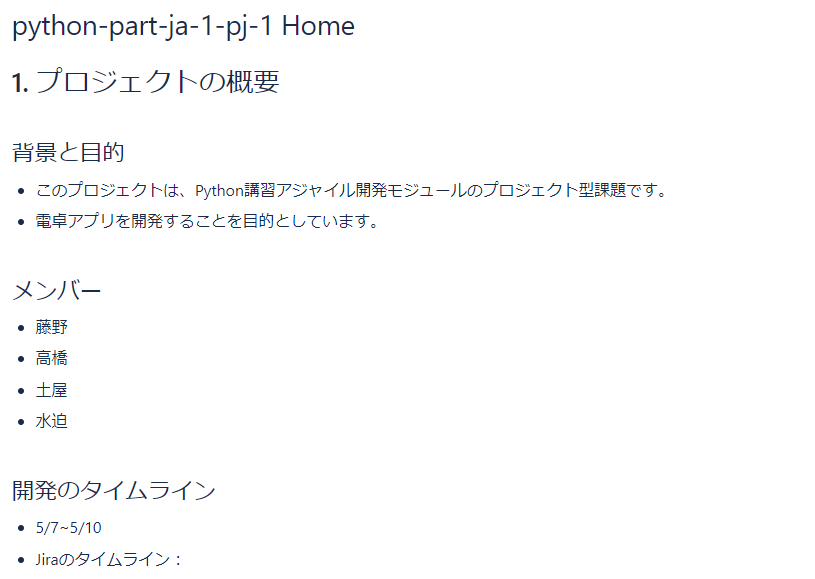 python-part-ja-1-pj-1 Home
1. プロジェクトの概要
背景と目的
• このプロジェクトは、Python講習アジャイル開発モジュールのプロジェクト型課題です。
• 電卓アプリを開発することを目的としています。
メンバー
• 藤野
• 高橋
• 土屋
• 水迫
開発のタイムライン
• 5/7~5/10
• Jiraのタイムライン：